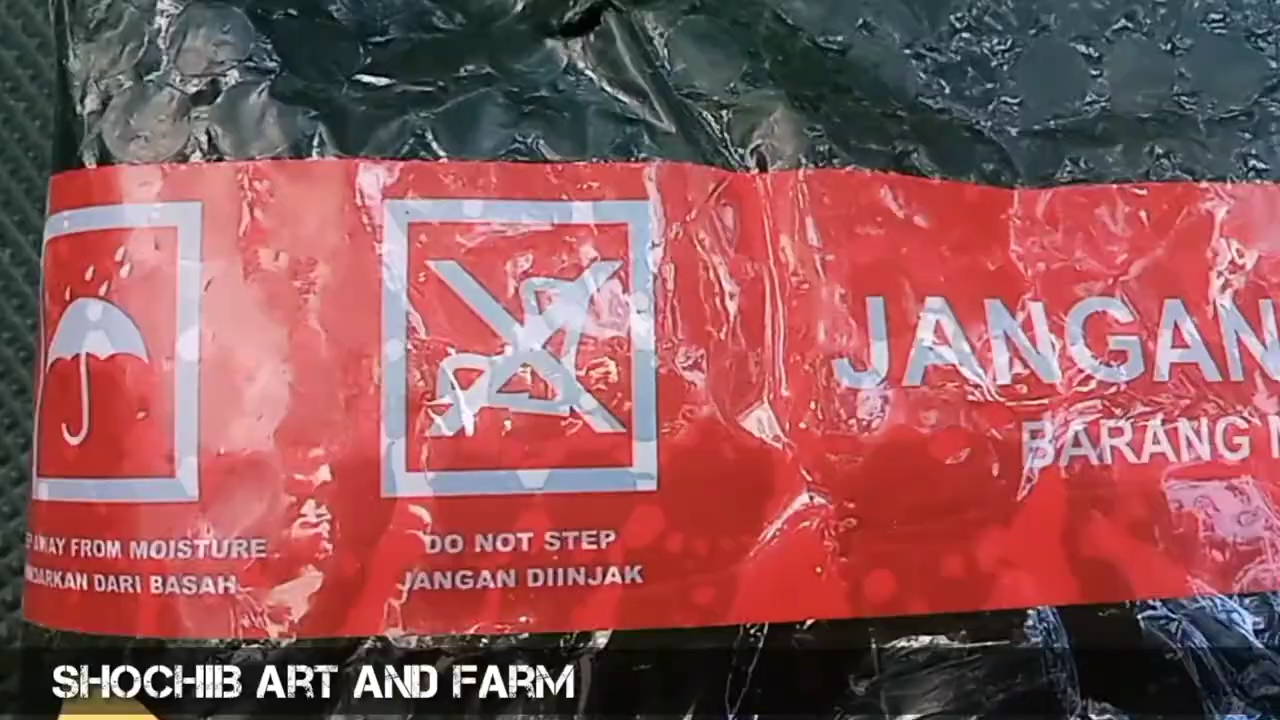 JANGAN
BARANG
AWAY FROM MOISTURE
DARI BASAH
DO NOT STEP
JANGAN DIINJAK
SHOCHIB ART AND FARM